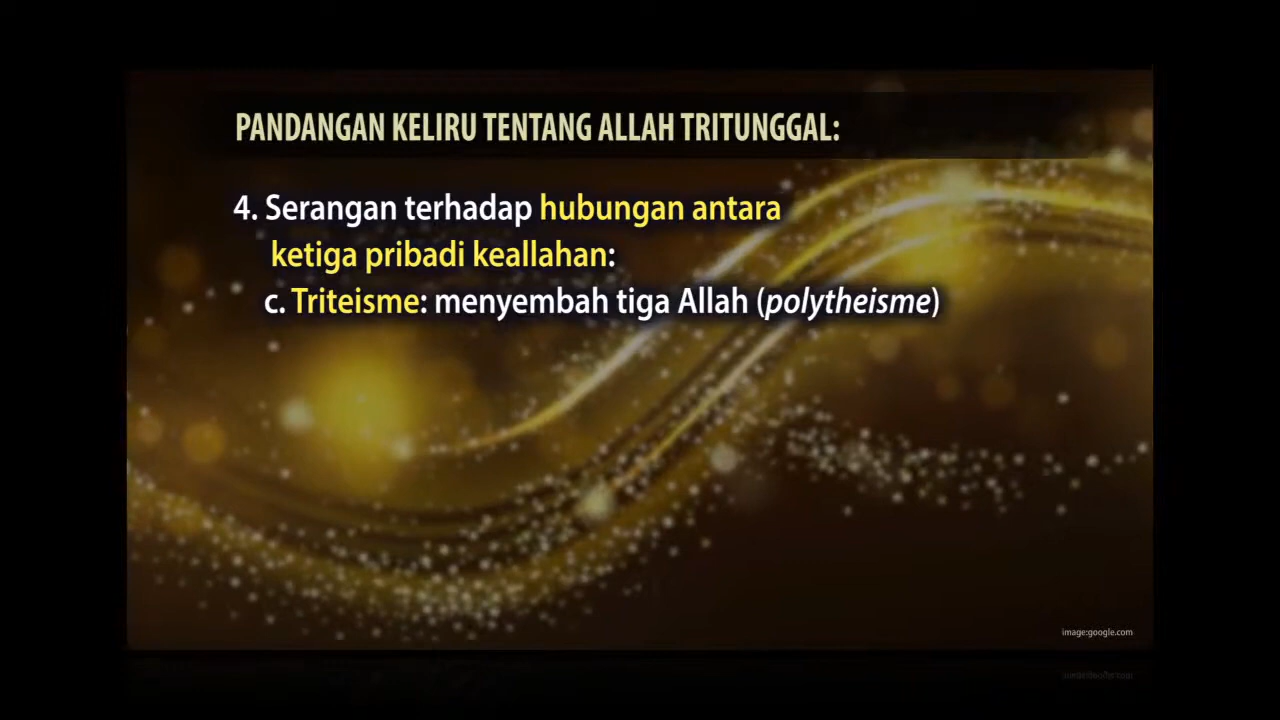 PANDANGAN KELIRU TENTANG ALLAH TRITUNGGAL:
4. Serangan terhadap hubungan antara
ketiga pribadi keallahan:
c. Triteisme: menyembah tiga Allah (polytheisme)
image:google.com